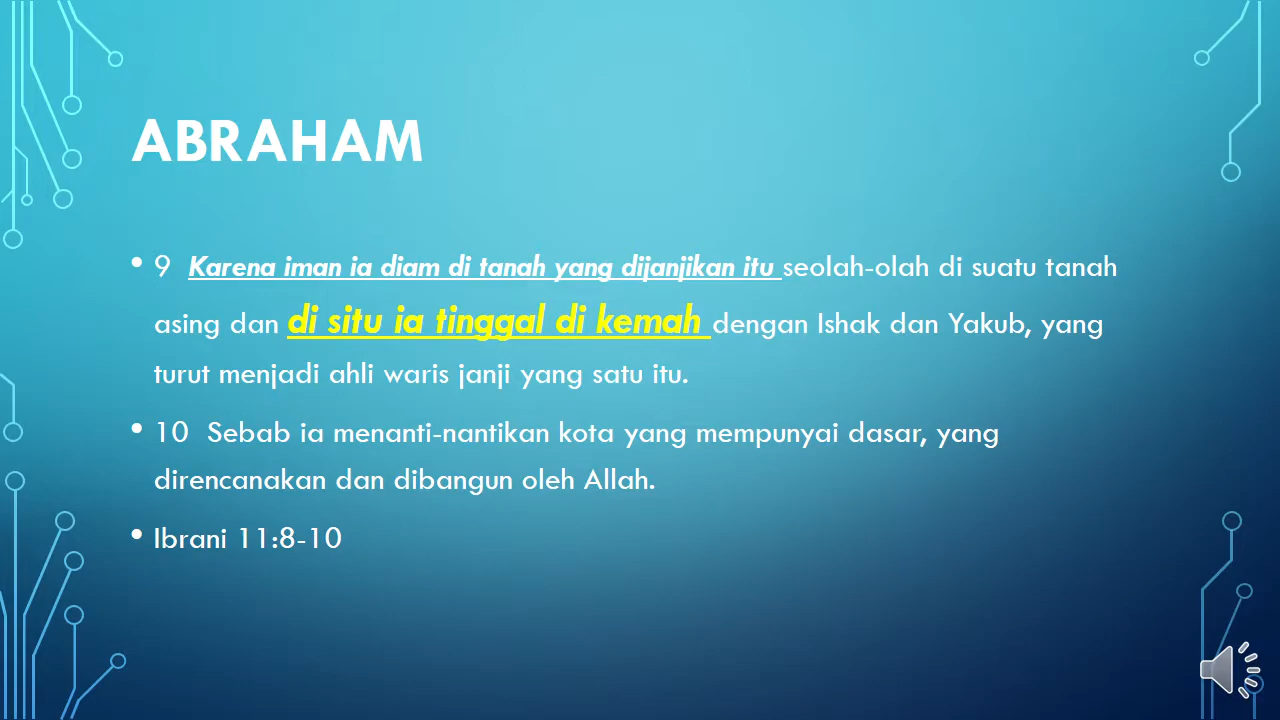 ABRAHAM
• 9 Karena iman ia diam di tanah yang dijanjikan itu seolah-olah di suatu tanah
asing dan di situ ia tinggal di kemah dengan Ishak dan Yakub, yang
turut menjadi ahli waris janji yang satu itu.
• 10 Sebab ia menanti-nantikan kota yang mempunyai dasar, yang
direncanakan dan dibangun oleh Allah.
• Ibrani 11:8-10